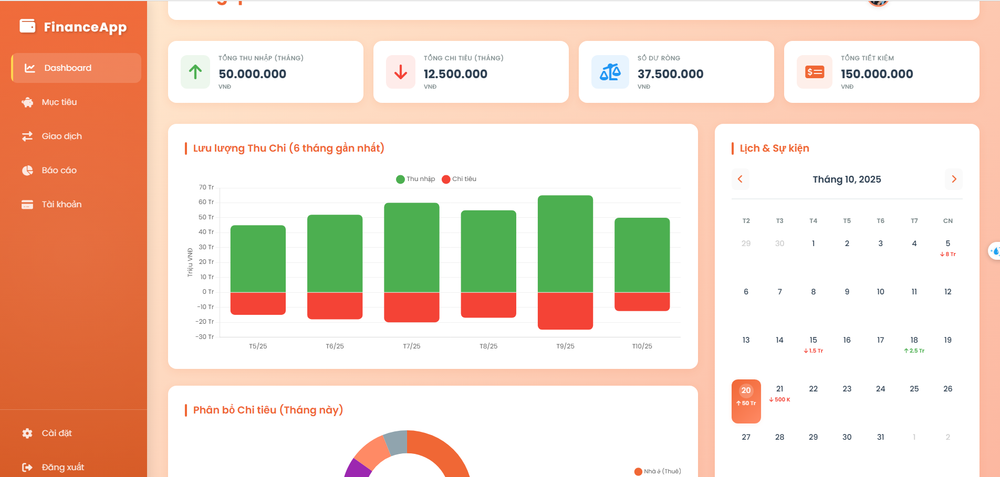 FinanceApp
Dashboard
Mục tiêu
Giao dịch
Báo cáo
Tài khoản
Cài đặt
Đăng xuất
TỔNG THU NHẬP (THÁNG)
50.000.000
VNĐ
TỔNG CHI TIÊU (THÁNG)
12.500.000
VNĐ
SỐ DƯ RÒNG
37.500.000
VNĐ
TỔNG TIẾT KIỆM
150.000.000
VNĐ
Lưu lượng Thu Chi (6 tháng gần nhất)
Thu nhập Chi tiêu
70 Tr
60 Tr
50 Tr
40 Tr
30 Tr
20 Tr
10 Tr
0 Tr
-10 Tr
-20 Tr
-30 Tr
Triệu VNĐ
T5/25 T6/25 T7/25 T8/25 T9/25 T10/25
Phân bổ Chi tiêu (Tháng này)
Nhà ở (Thuê)
Lịch & Sự kiện
Tháng 10, 2025
T2 T3 T4 T5 T6 T7 CN
29 30 1 2 3 4 5
↓ 8 Tr
6 7 8 9 10 11 12
13 14 15 16 17 18 19
↓ 1.5 Tr ↑ 2.5 Tr
20 21 22 23 24 25 26
↑ 50 Tr ↓ 500 K
27 28 29 30 31 1 2